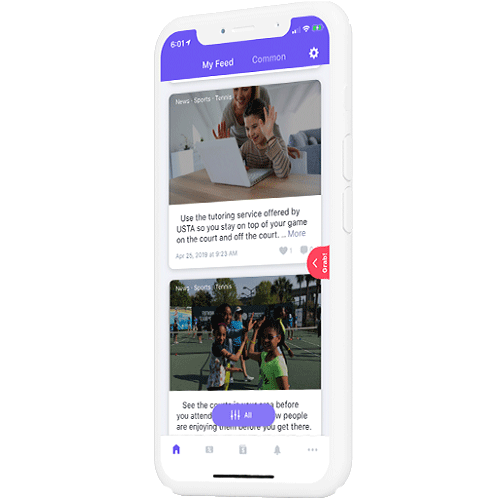 6:01
My Feed
Common
News · Sports · Tennis
Use the tutoring service offered by
USTA so you stay on top of your game
on the court and off the court. ... More
Apr 25, 2019 at 9:23 AM
1
Grab!
News · Sports · Tennis
See the courts in your area before
you attend
w people
are enjoying them before you get there.
All